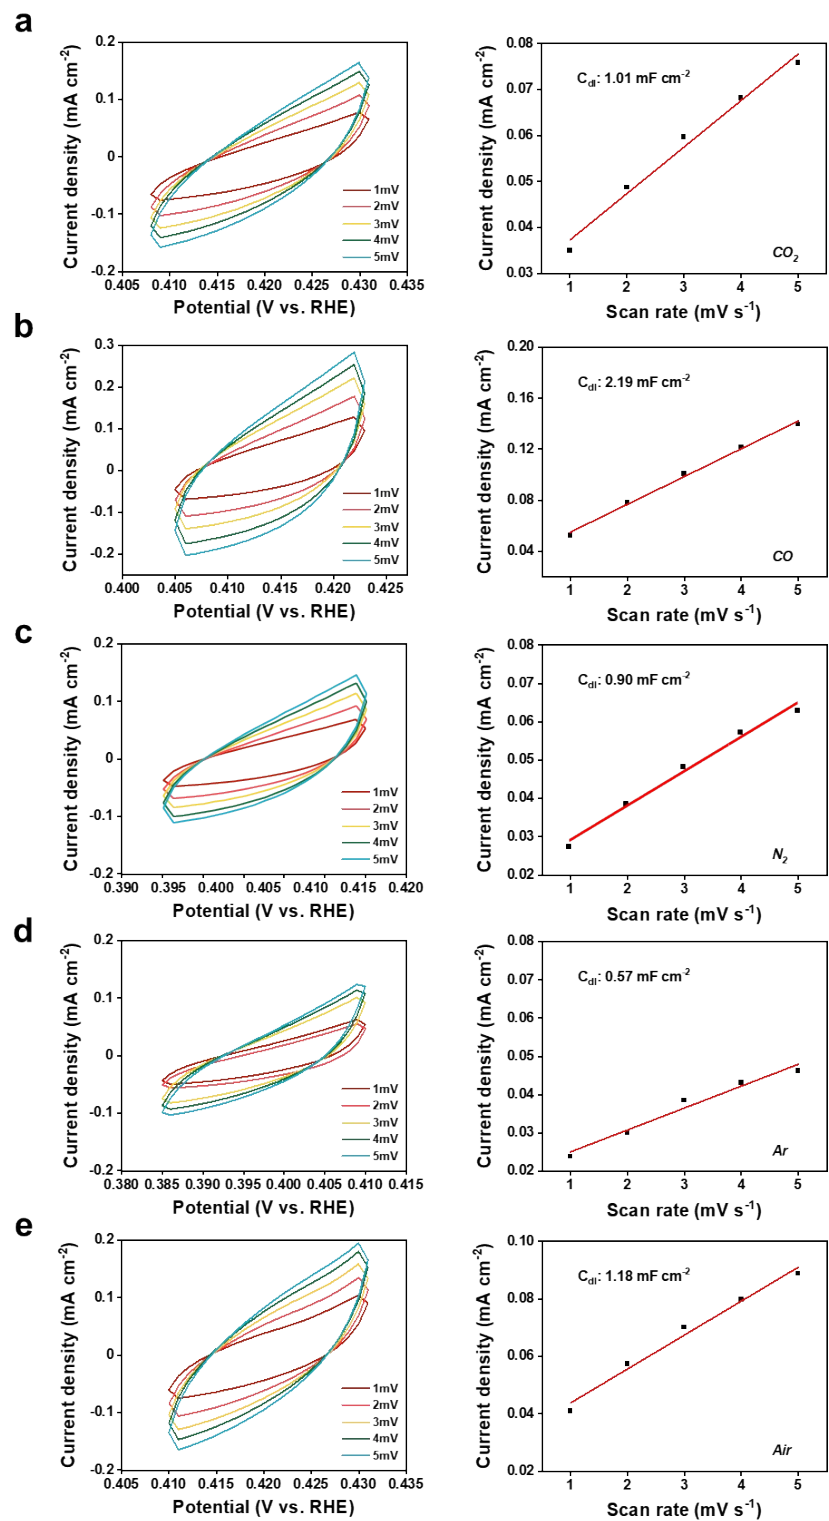 a
Current density (mA cm-2)
0.2
0.1
0
-0.1
-0.2
0.405 0.410 0.415 0.420 0.425 0.430 0.435
Potential (V vs. RHE)
1mV
2mV
3mV
4mV
5mV
Current density (mA cm-2)
0.08
0.07
0.06
0.05
0.04
0.03
1 2 3 4 5
Scan rate (mV s-1)
Cdl: 1.01 mF cm-2
CO2
b
Current density (mA cm-2)
0.3
0.2
0.1
0
-0.1
-0.2
0.400 0.405 0.410 0.415 0.420 0.425
Potential (V vs. RHE)
1mV
2mV
3mV
4mV
5mV
Current density (mA cm-2)
0.20
0.16
0.12
0.08
0.04
1 2 3 4 5
Scan rate (mV s-1)
Cdl: 2.19 mF cm-2
CO
c
Current density (mA cm-2)
0.2
0.1
0
-0.1
-0.2
0.390 0.395 0.400 0.405 0.410 0.415 0.420
Potential (V vs. RHE)
1mV
2mV
3mV
4mV
5mV
Current density (mA cm-2)
0.08
0.07
0.06
0.05
0.04
0.03
0.02
1 2 3 4 5
Scan rate (mV s-1)
Cdl: 0.90 mF cm-2
N2
d
Current density (mA cm-2)
0.2
0.1
0
-0.1
-0.2
0.380 0.385 0.390 0.395 0.400 0.405 0.410 0.415
Potential (V vs. RHE)
1mV
2mV
3mV
4mV
5mV
Current density (mA cm-2)
0.08
0.07
0.06
0.05
0.04
0.03
0.02
1 2 3 4 5
Scan rate (mV s-1)
Cdl: 0.57 mF cm-2
Ar
e
Current density (mA cm-2)
0.2
0.1
0
-0.1
-0.2
0.405 0.410 0.415 0.420 0.425 0.430 0.435
Potential (V vs. RHE)
1mV
2mV
3mV
4mV
5mV
Current density (mA cm-2)
0.10
0.08
0.06
0.04
0.02
1 2 3 4 5
Scan rate (mV s-1)
Cdl: 1.18 mF cm-2
Air